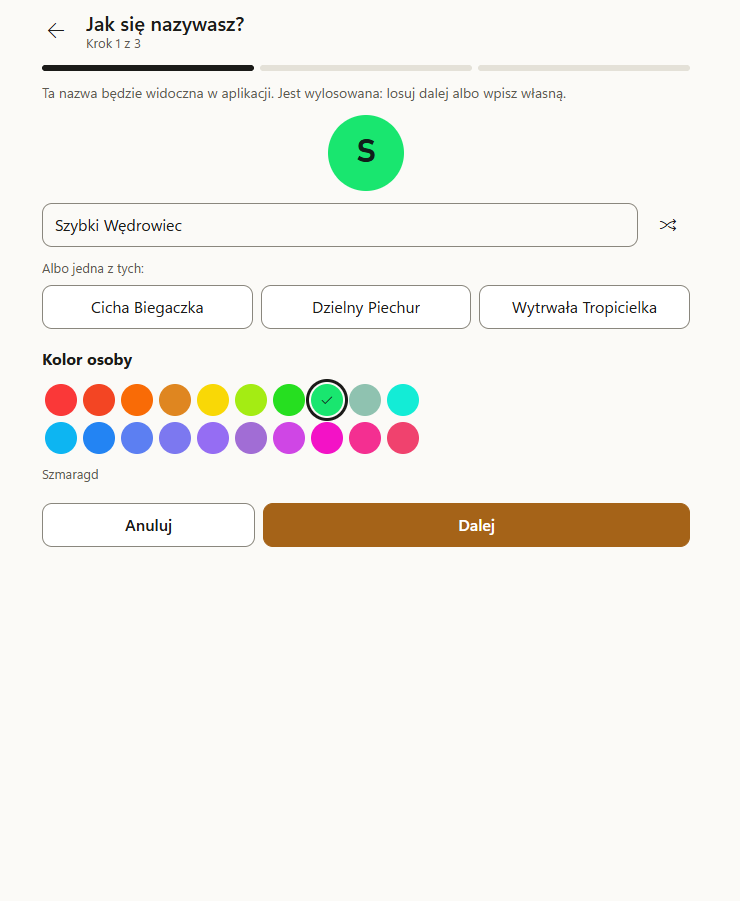 Jak się nazywasz?
Krok 1 z 3
Ta nazwa będzie widoczna w aplikacji. Jest wylosowana: losuj dalej albo wpisz własną.
S
Szybki Wędrowiec
Albo jedna z tych:
Cicha Biegaczka
Dzielny Piechur
Wytrwała Tropicielka
Kolor osoby
Szmaragd
Anuluj
Dalej